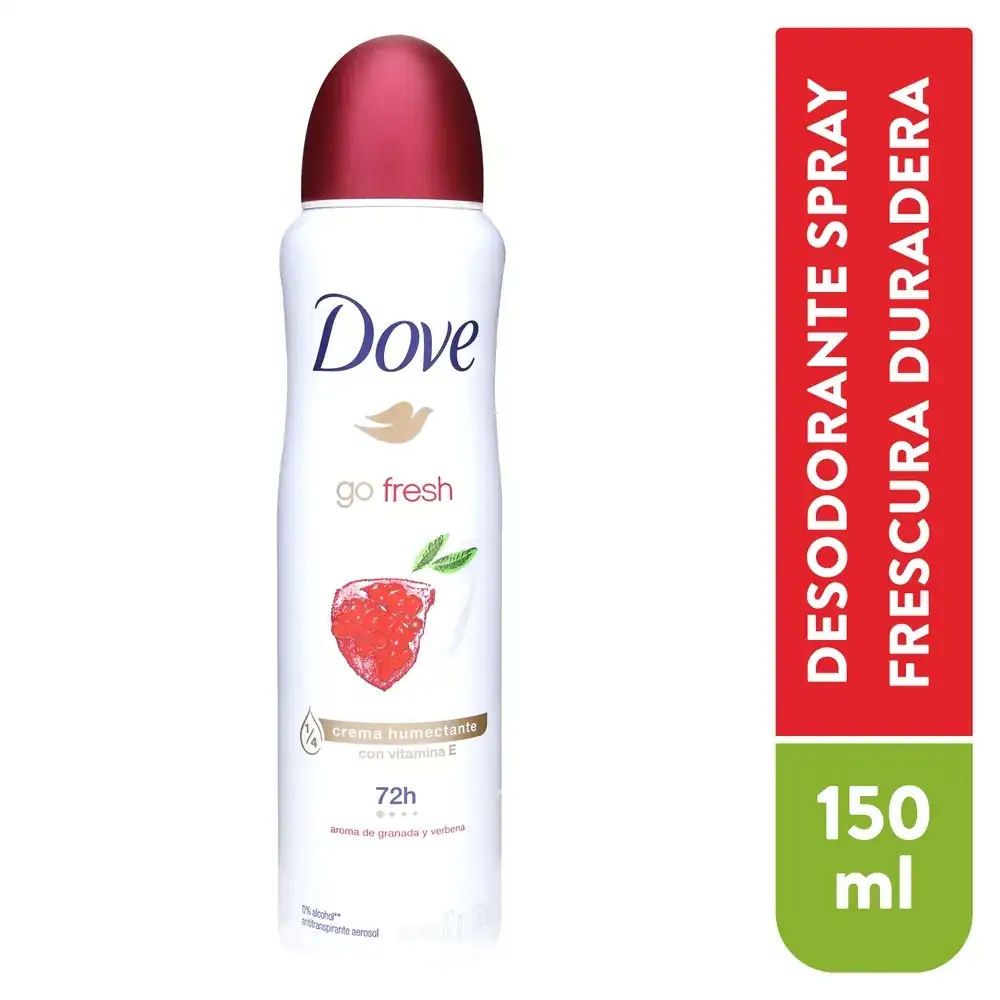 Dove
go fresh
1/4
crema humectante
con vitamina E
72h
aroma de granada y verbena
0% alcohol**
antitranspirante aerosol
DESODORANTE SPRAY
FRESCURA DURADERA
150
ml